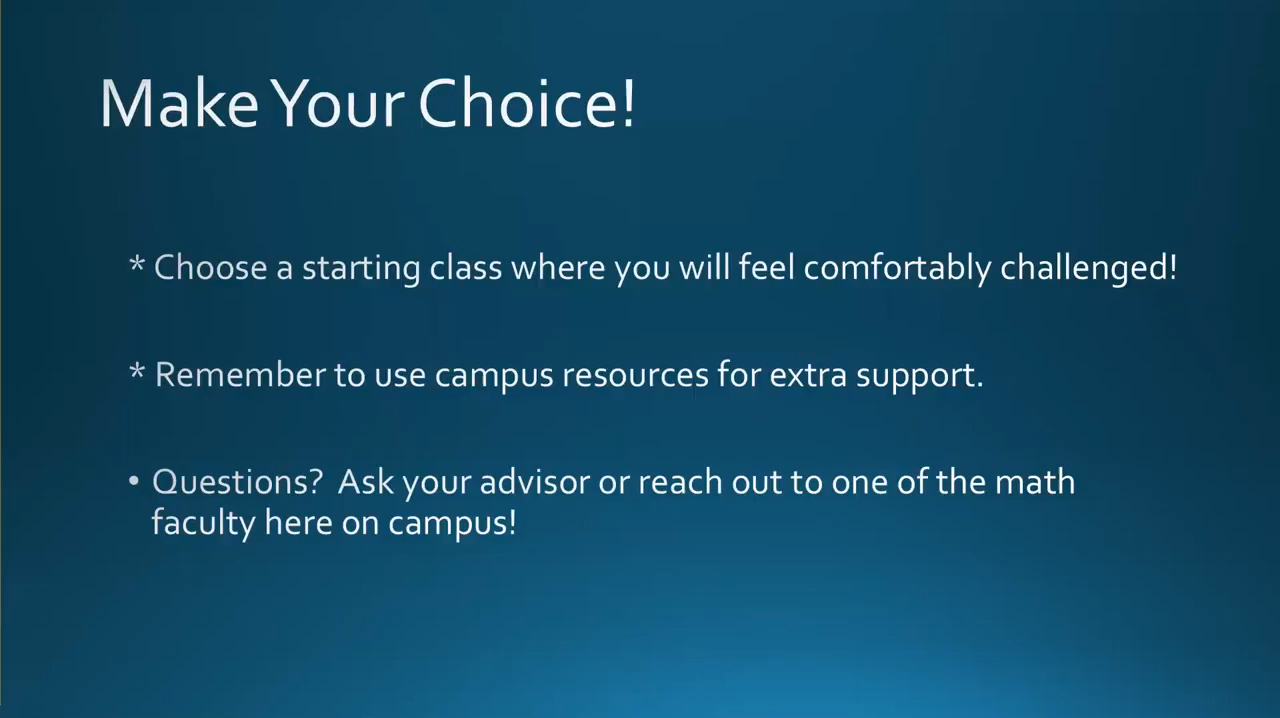 Make Your Choice!
* Choose a starting class where you will feel comfortably challenged!
* Remember to use campus resources for extra support.
• Questions?  Ask your advisor or reach out to one of the math
faculty here on campus!